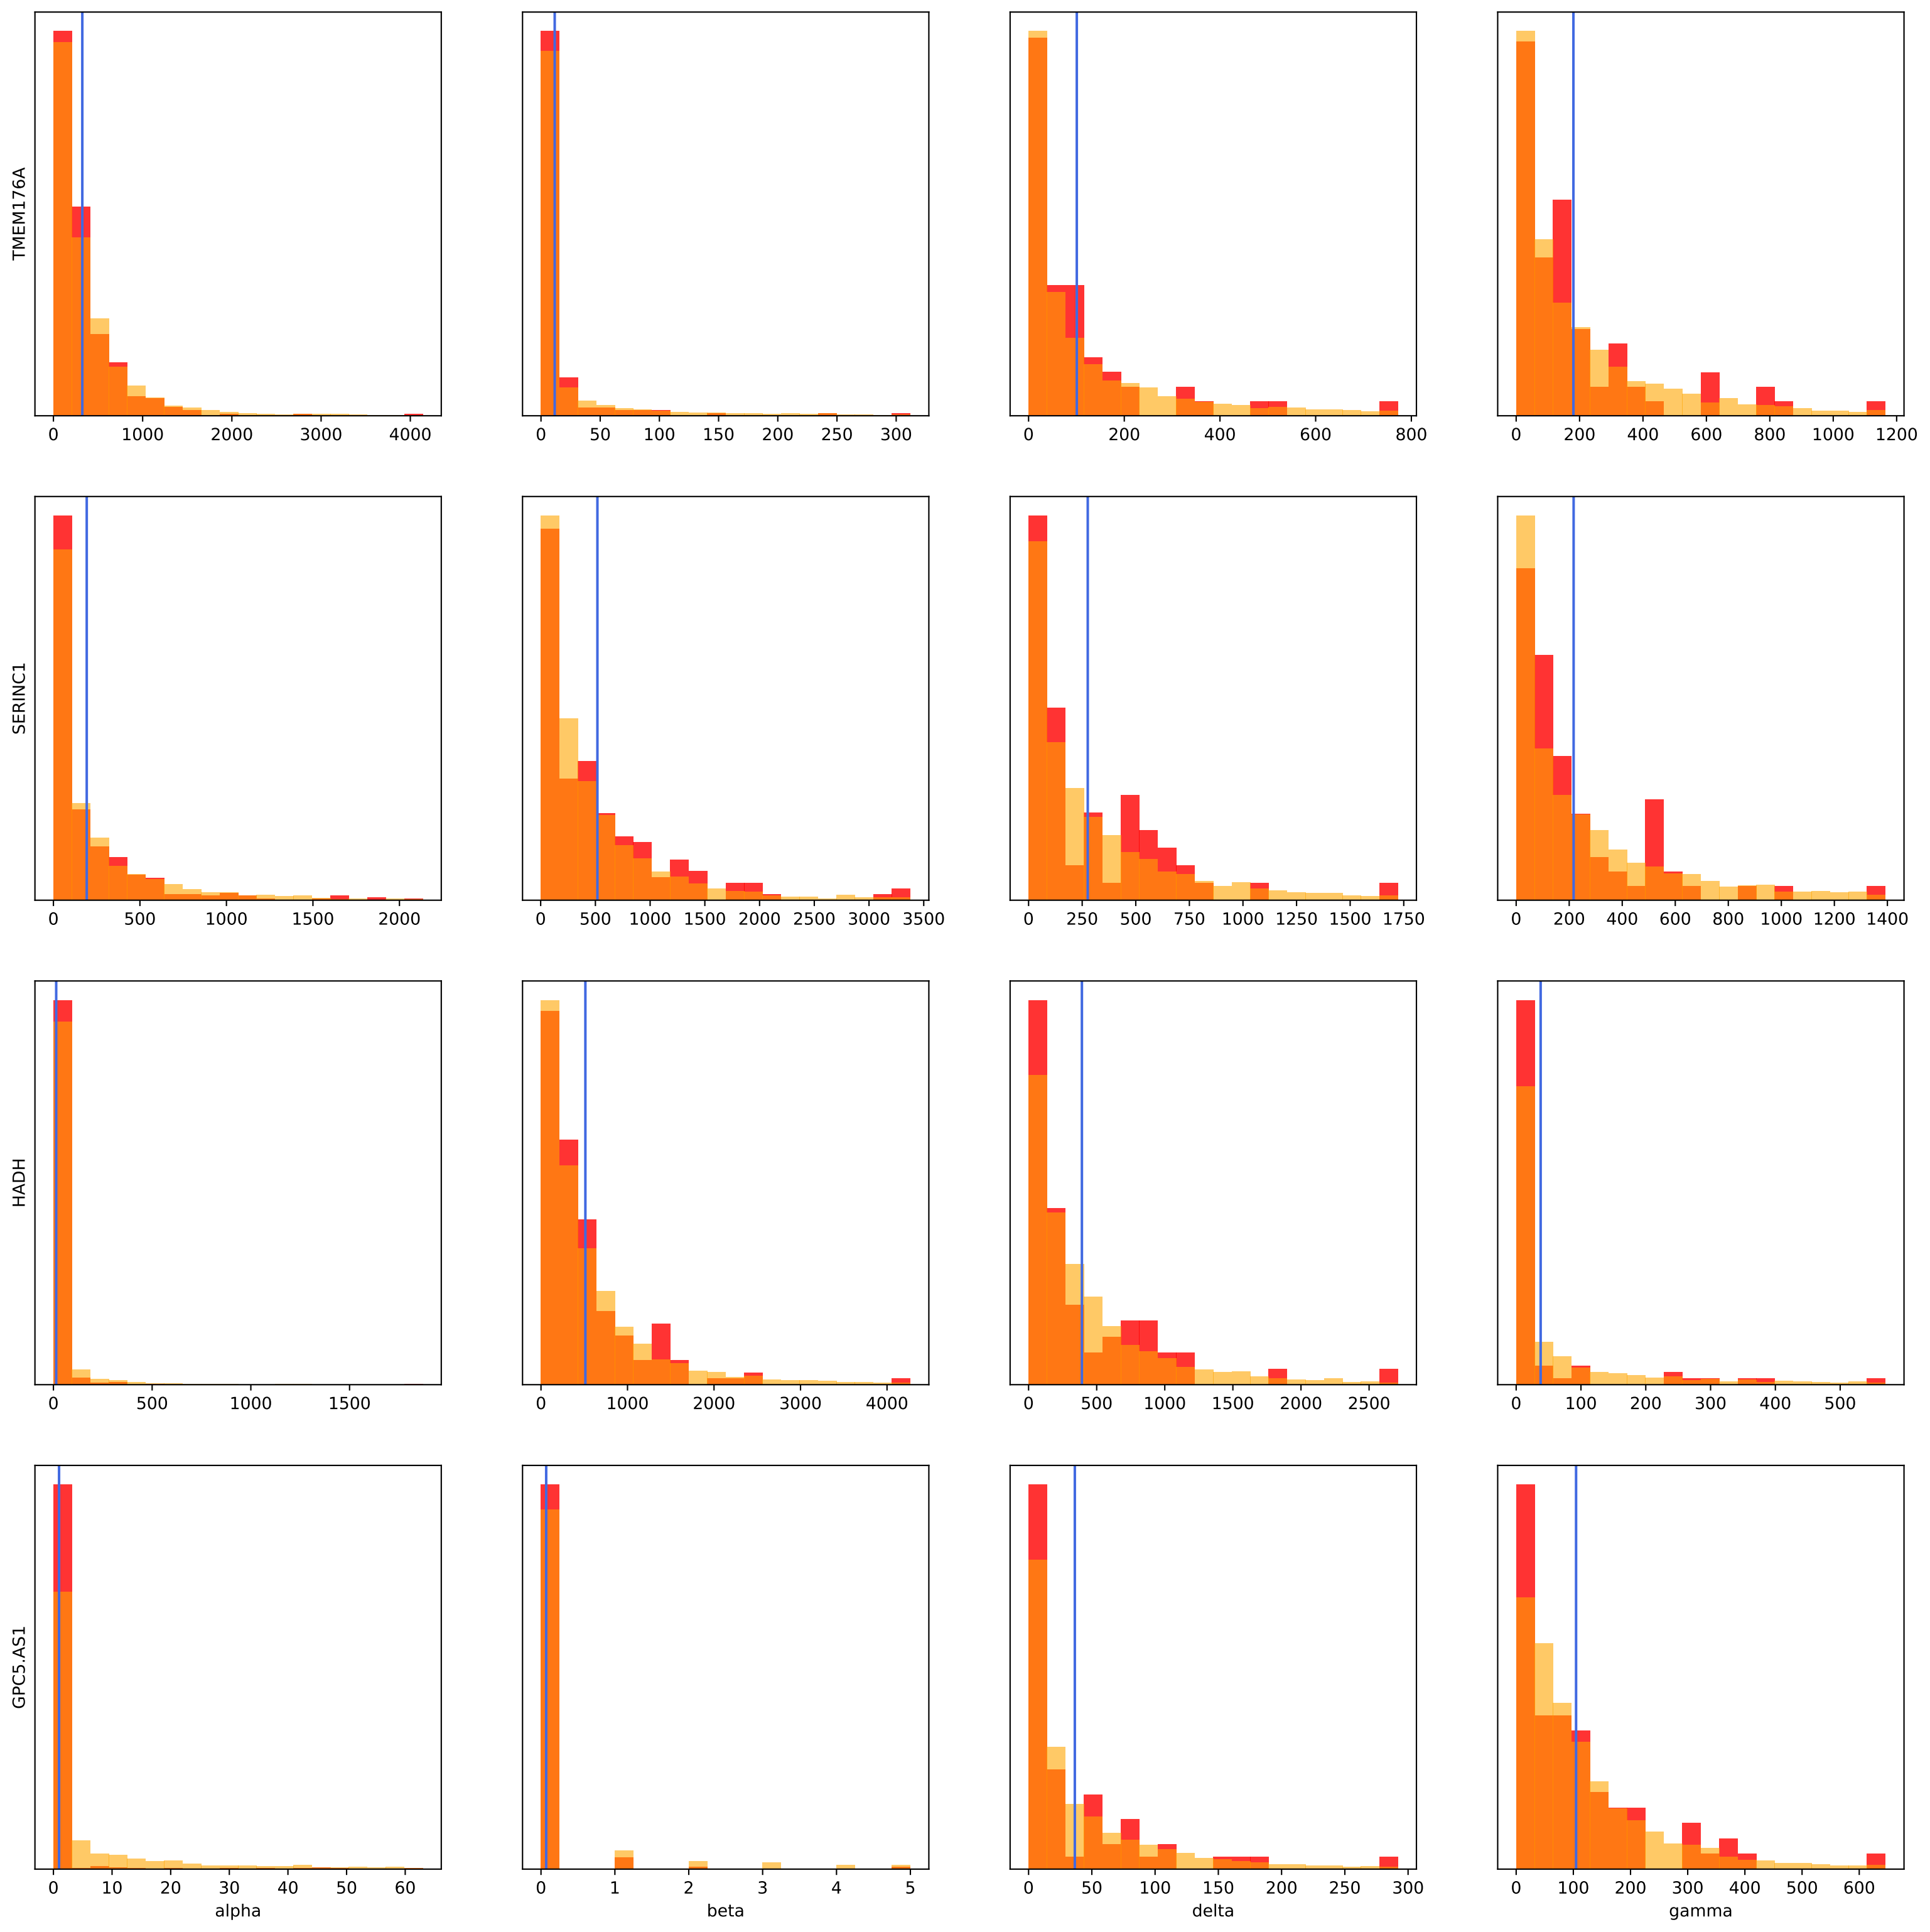 TMEM176A
0 1000 2000 3000 4000
0 50 100 150 200 250 300
0 200 400 600 800
0 200 400 600 800 1000 1200
SERINC1
0 500 1000 1500 2000
0 500 1000 1500 2000 2500 3000 3500
0 250 500 750 1000 1250 1500 1750
0 200 400 600 800 1000 1200 1400
HADH
0 500 1000 1500
0 1000 2000 3000 4000
0 500 1000 1500 2000 2500
0 100 200 300 400 500
GPC5.AS1
0 10 20 30 40 50 60
0 1 2 3 4 5
0 50 100 150 200 250 300
0 100 200 300 400 500 600
alpha
beta
delta
gamma